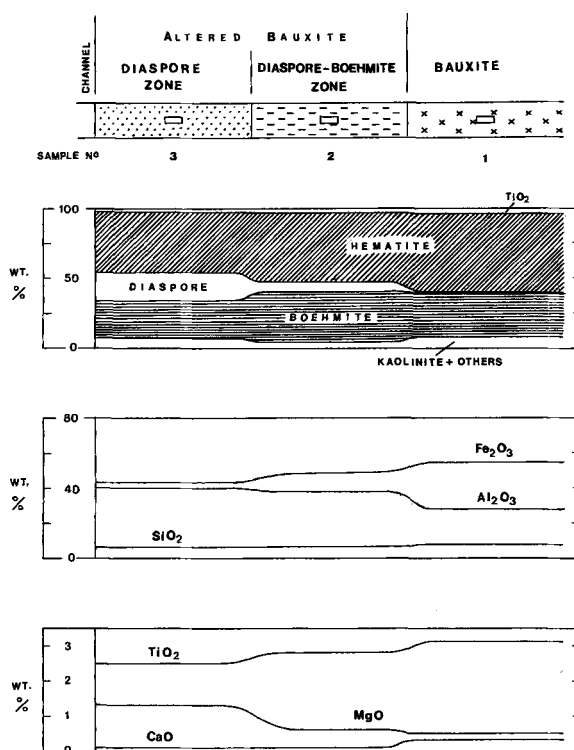 ALTERED BAUXITE
CHANNEL
DIASPORE ZONE
DIASPORE-BOEHMITE ZONE
BAUXITE
SAMPLE Nº 3 2 1
TiO2
100
HEMATITE
WT. %
50
DIASPORE
BOEHMITE
0
KAOLINITE + OTHERS
80
Fe2O3
WT. %
40
Al2O3
SiO2
0
3
TiO2
2
WT. %
1
MgO
CaO
0